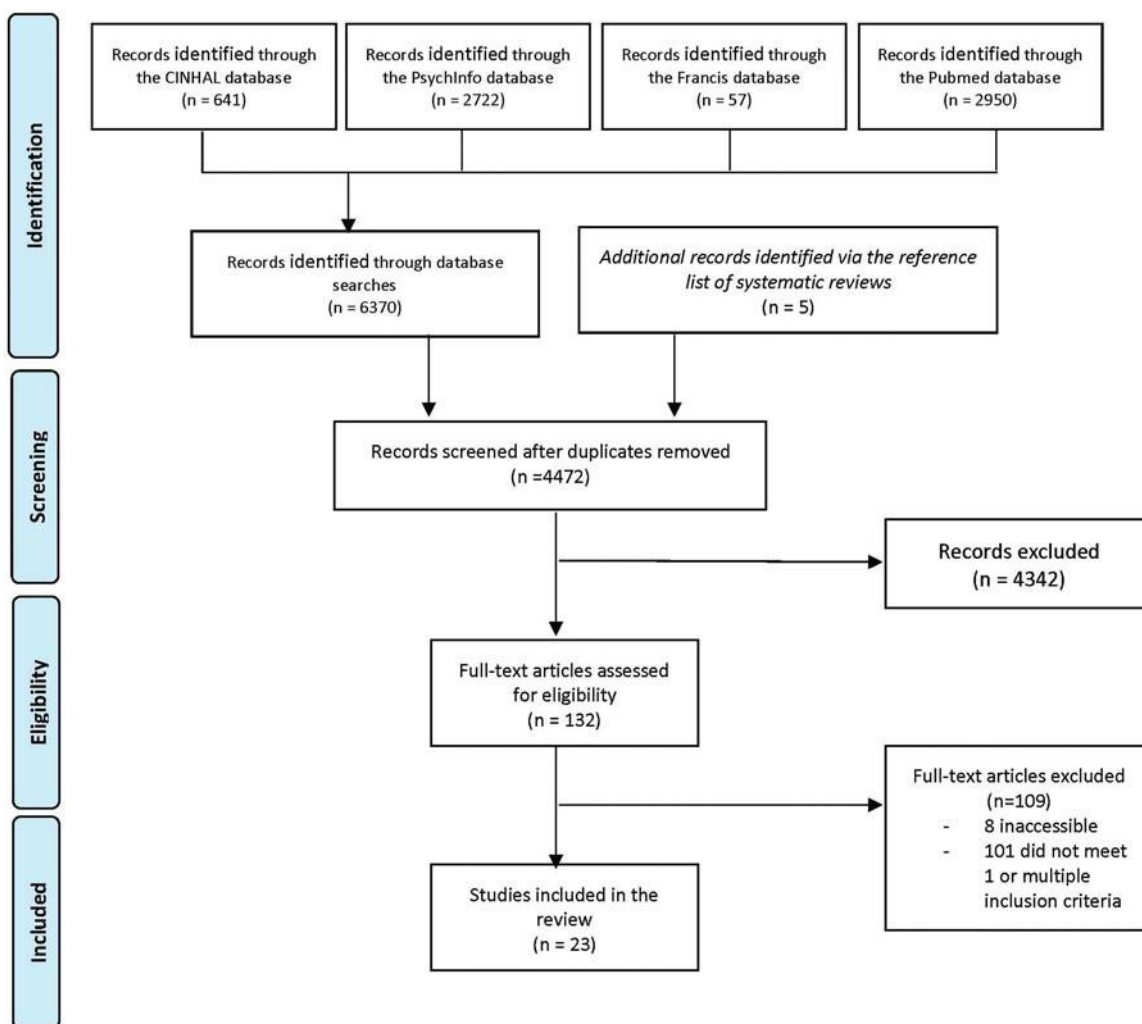 Identification
Records identified through
the CINHAL database
(n = 641)
Records identified through
the PsychInfo database
(n = 2722)
Records identified through
the Francis database
(n = 57)
Records identified through
the Pubmed database
(n = 2950)
Records identified through database
searches
(n = 6370)
Additional records identified via the reference
list of systematic reviews
(n = 5)
Screening
Records screened after duplicates removed
(n =4472)
Records excluded
(n = 4342)
Eligibility
Full-text articles assessed
for eligibility
(n = 132)
Full-text articles excluded
(n=109)
- 8 inaccessible
- 101 did not meet
1 or multiple
inclusion criteria
Included
Studies included in the
review
(n = 23)